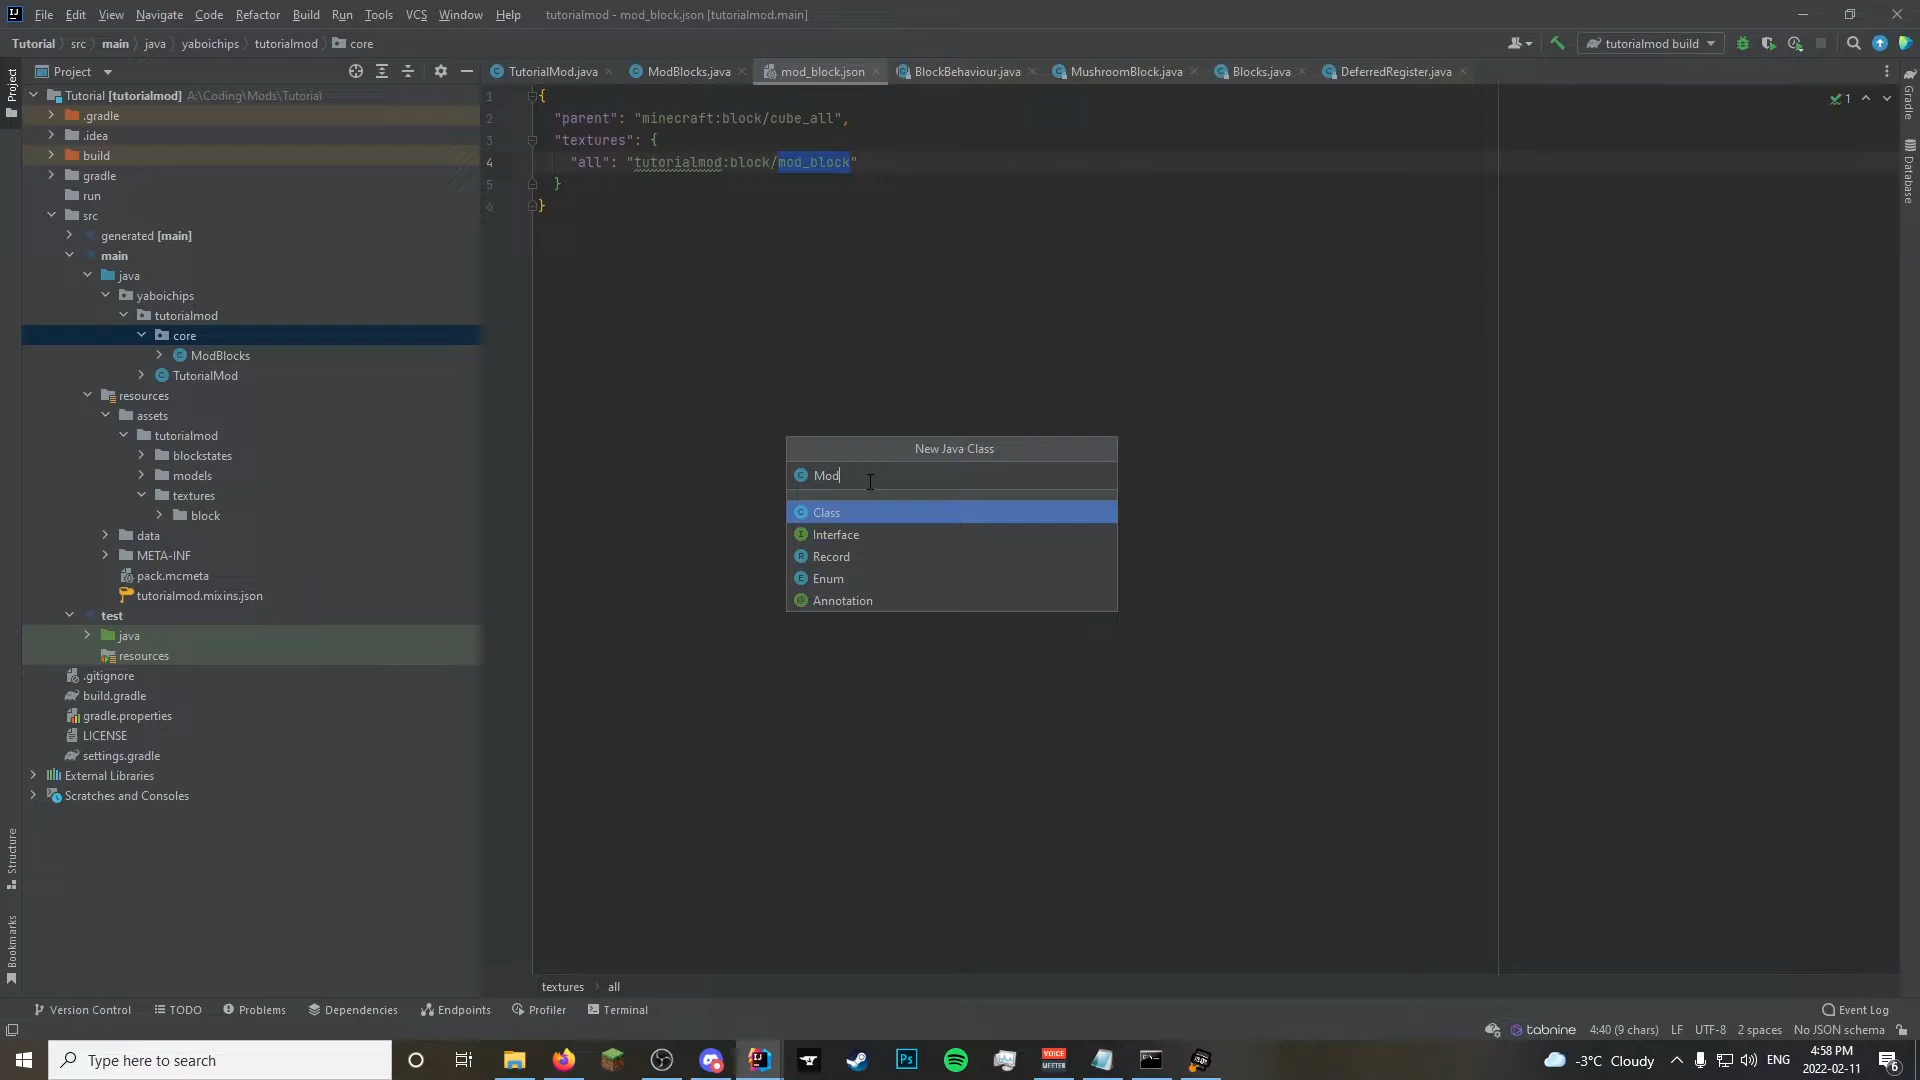 File Edit View Navigate Code Refactor Build Run Tools VCS Window Help tutorialmod - mod_block.json [tutorialmod.main]
Tutorial src main java yaboichips tutorialmod core tutorialmod build
Project
Project
TutorialMod.java ModBlocks.java mod_block.json BlockBehaviour.java MushroomBlock.java Blocks.java DeferredRegister.java
Gradle
Database
Structure
Bookmarks
Tutorial [tutorialmod] A:\Coding\Mods\Tutorial
.gradle
.idea
build
gradle
run
src
generated [main]
main
java
yaboichips
tutorialmod
core
ModBlocks
TutorialMod
resources
assets
tutorialmod
blockstates
models
textures
block
data
META-INF
pack.mcmeta
tutorialmod.mixins.json
test
java
resources
.gitignore
build.gradle
gradle.properties
LICENSE
settings.gradle
External Libraries
Scratches and Consoles
1 {
2 "parent": "minecraft:block/cube_all",
3 "textures": {
4 "all": "tutorialmod:block/mod_block"
5 }
6 }
1
New Java Class
Mod
Class
Interface
Record
Enum
Annotation
textures all
Version Control TODO Problems Dependencies Endpoints Profiler Terminal Event Log
tabnine 4:40 (9 chars) LF UTF-8 2 spaces No JSON schema
Type here to search
-3°C Cloudy ENG 4:58 PM
2022-02-11
6